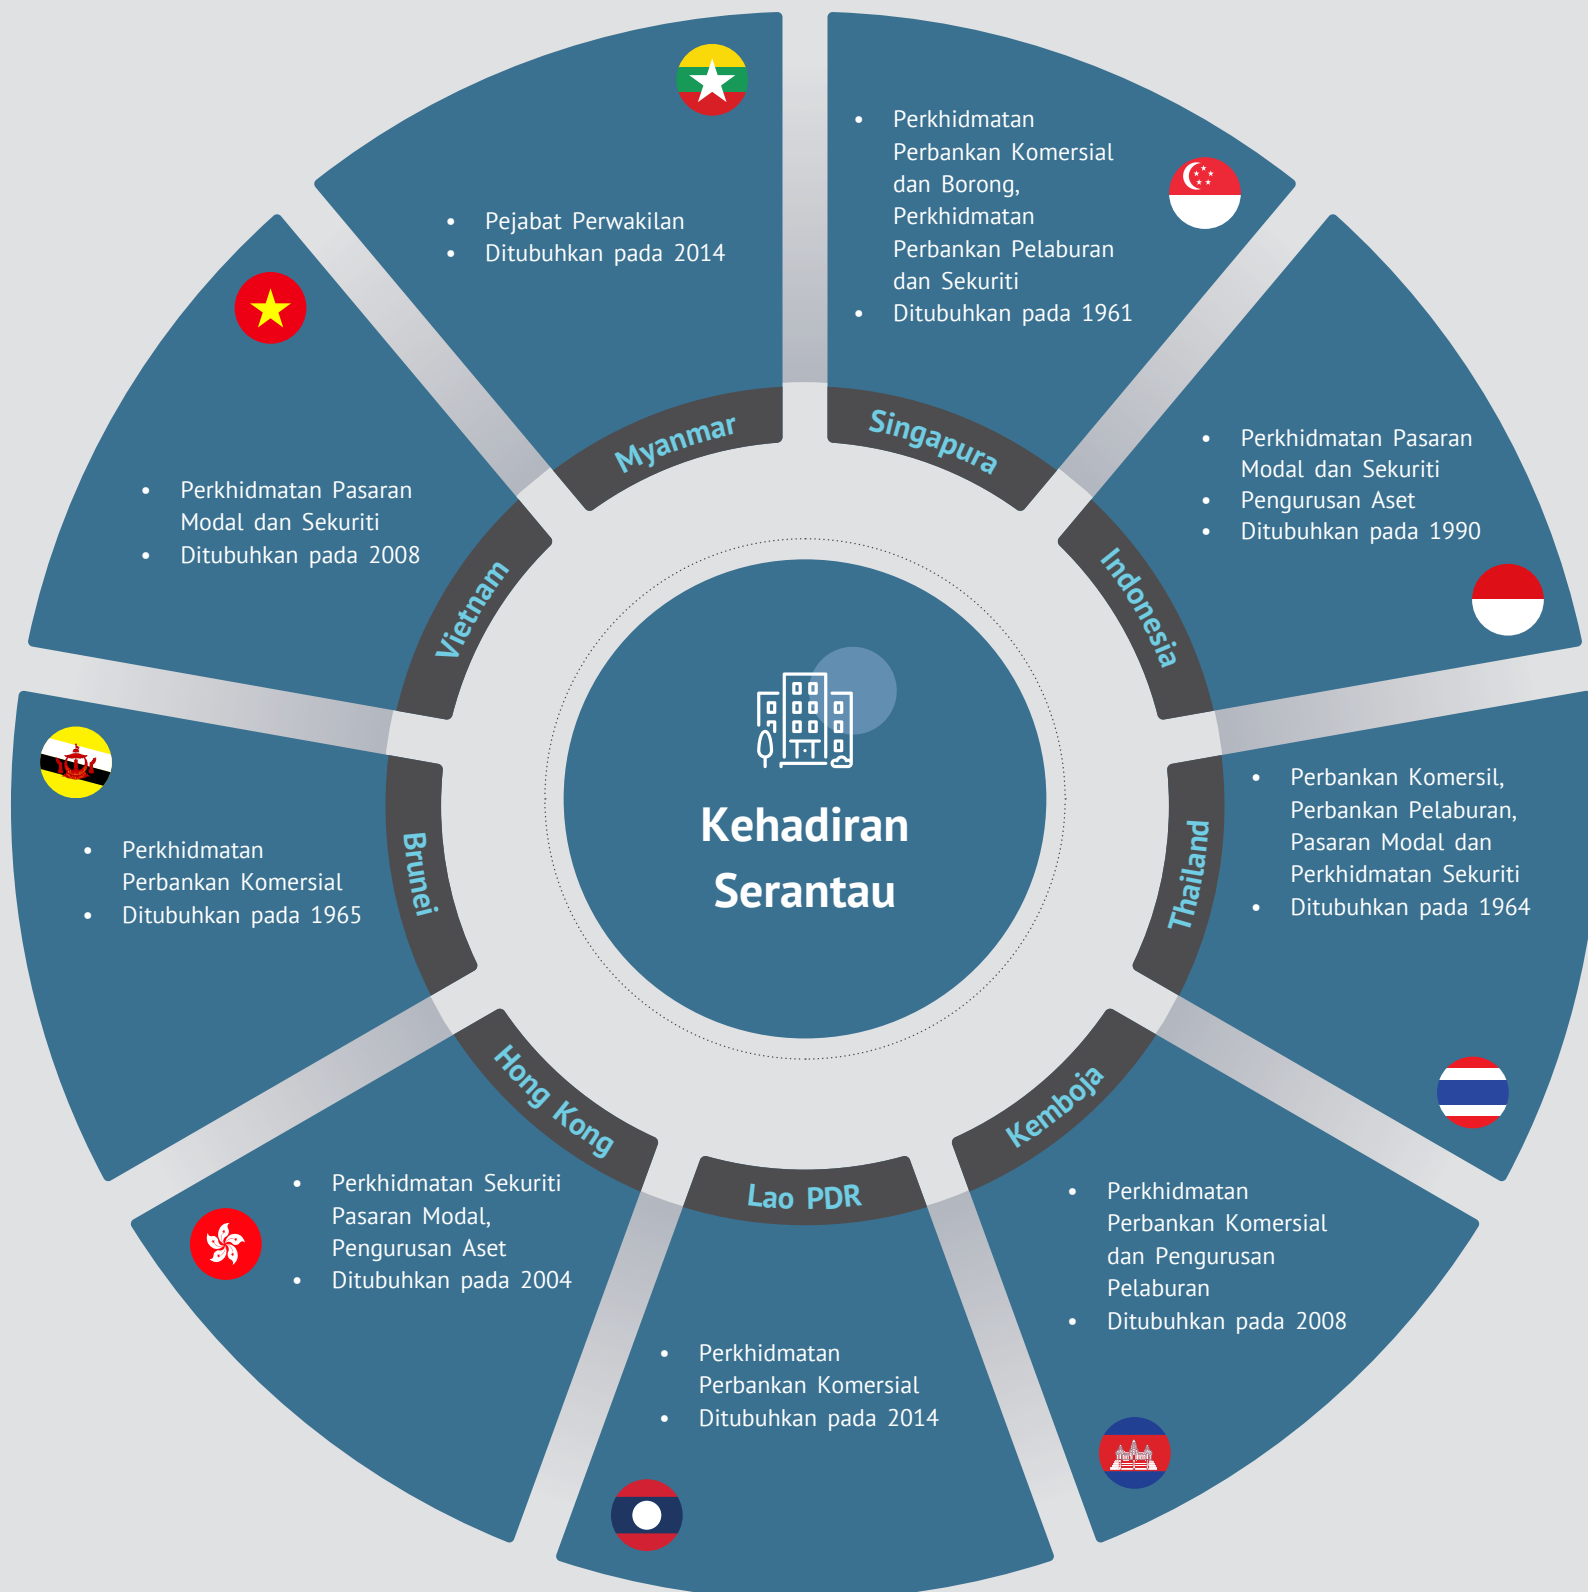 Kehadiran
Serantau
Singapura
• Perkhidmatan
Perbankan Komersial
dan Borong,
Perkhidmatan
Perbankan Pelaburan
dan Sekuriti
• Ditubuhkan pada 1961
Indonesia
• Perkhidmatan Pasaran
Modal dan Sekuriti
• Pengurusan Aset
• Ditubuhkan pada 1990
Thailand
• Perbankan Komersil,
Perbankan Pelaburan,
Pasaran Modal dan
Perkhidmatan Sekuriti
• Ditubuhkan pada 1964
Kemboja
• Perkhidmatan
Perbankan Komersial
dan Pengurusan
Pelaburan
• Ditubuhkan pada 2008
Lao PDR
• Perkhidmatan
Perbankan Komersial
• Ditubuhkan pada 2014
Hong Kong
• Perkhidmatan Sekuriti
Pasaran Modal,
Pengurusan Aset
• Ditubuhkan pada 2004
Brunei
• Perkhidmatan
Perbankan Komersial
• Ditubuhkan pada 1965
Vietnam
• Perkhidmatan Pasaran
Modal dan Sekuriti
• Ditubuhkan pada 2008
Myanmar
• Pejabat Perwakilan
• Ditubuhkan pada 2014